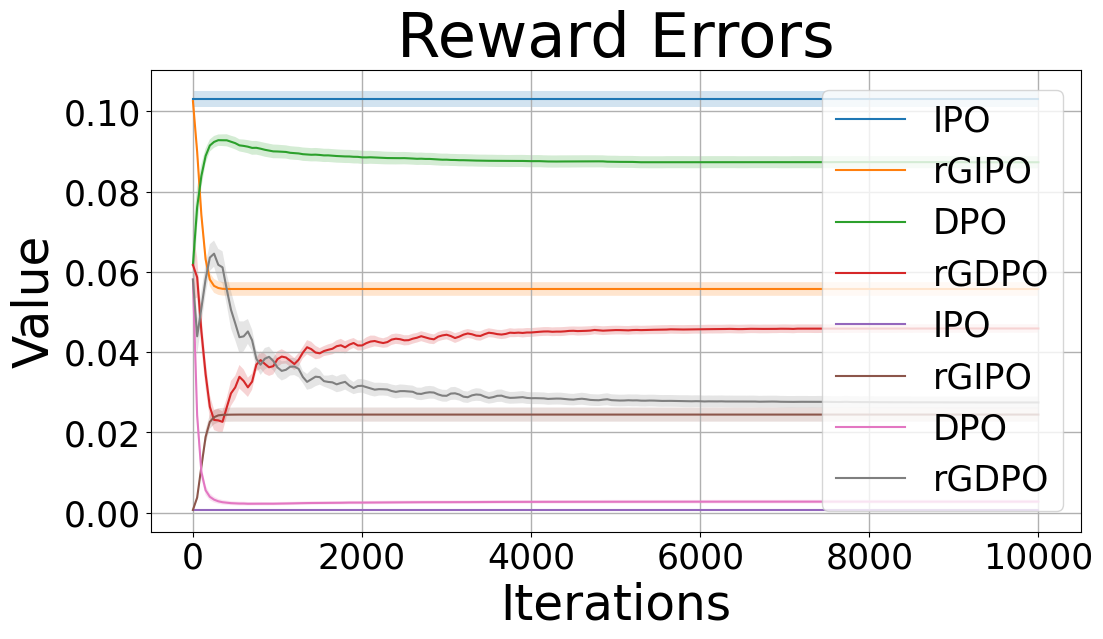 Reward Errors
Value
0.10
0.08
0.06
0.04
0.02
0.00
IPO
rGIPO
DPO
rGDPO
IPO
rGIPO
DPO
rGDPO
0
2000
4000
6000
8000
10000
Iterations